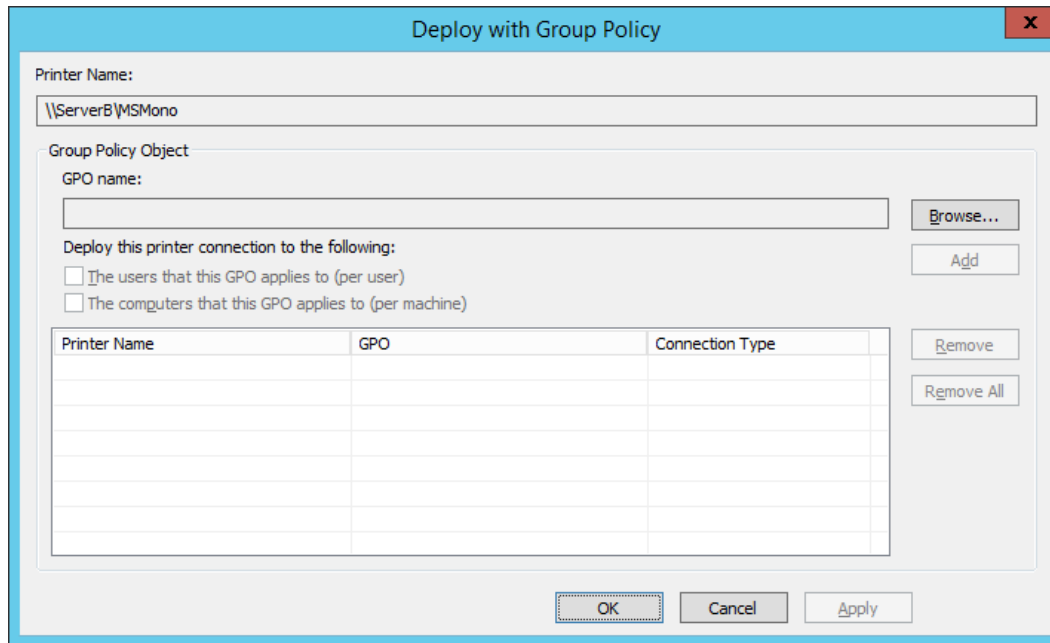 Deploy with Group Policy
x
Printer Name:
\\ServerB\MSMono
Group Policy Object
GPO name:
Browse...
Deploy this printer connection to the following:
Add
The users that this GPO applies to (per user)
The computers that this GPO applies to (per machine)
Printer Name GPO Connection Type
Remove
Remove All
OK Cancel Apply